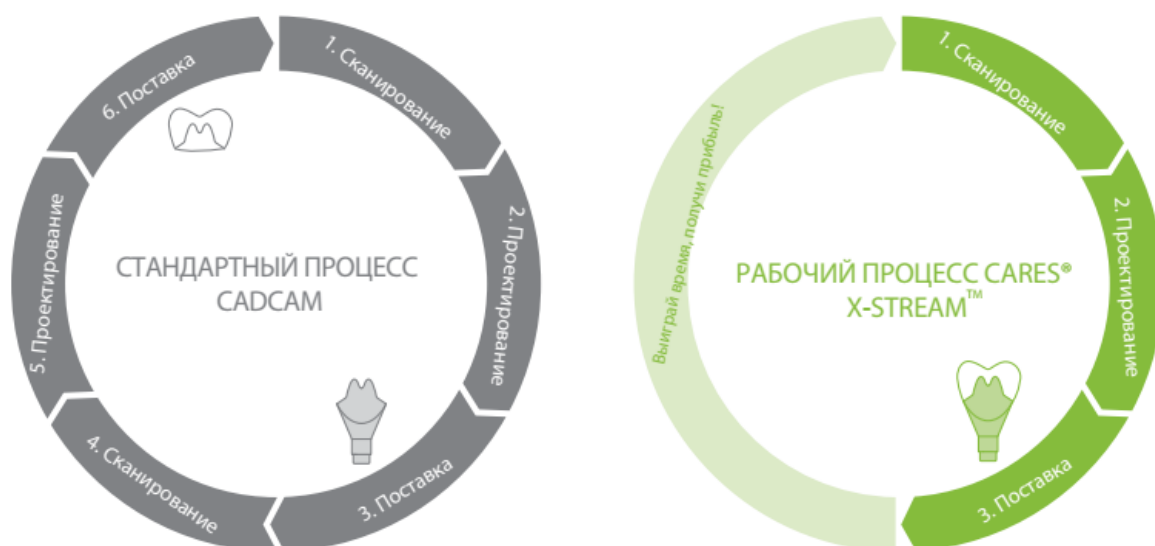 1. Сканирование
2. Проектирование
3. Поставка
4. Сканирование
5. Проектирование
6. Поставка
СТАНДАРТНЫЙ ПРОЦЕСС
CADCAM
1. Сканирование
2. Проектирование
3. Поставка
Выиграй время, получи прибыль!
РАБОЧИЙ ПРОЦЕСС CARES®
X-STREAM™